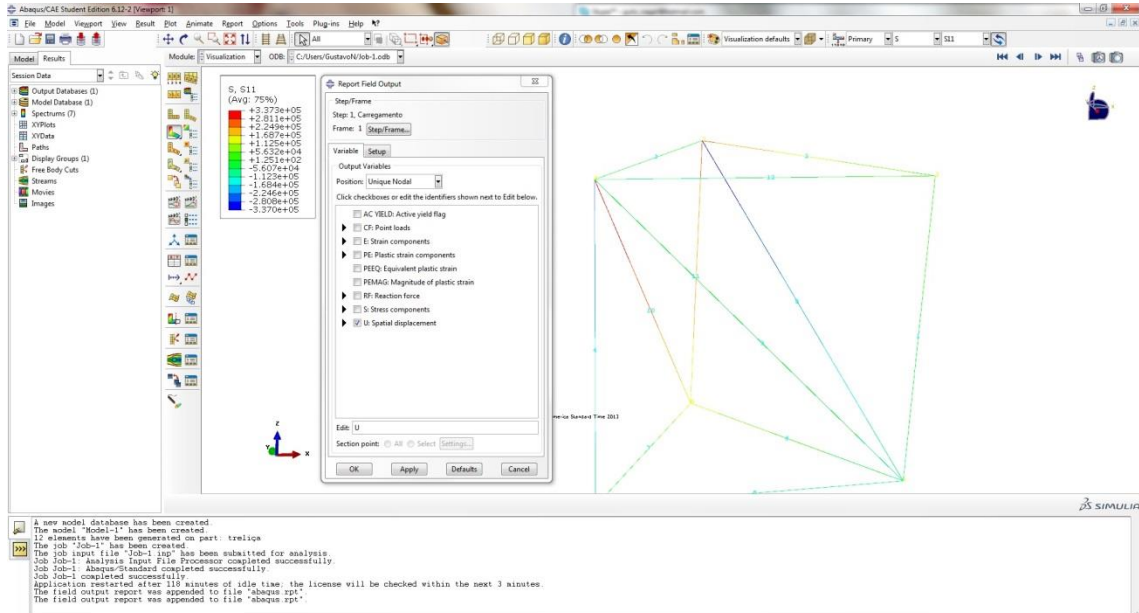 Abaqus/CAE Student Edition 6.12-2 [Viewport: 1]
File Model Viewport View Result Plot Animate Report Options Tools Plug-ins Help
All
Visualization defaults
Primary
S
S11
Model Results
Module: Visualization ODB: C:/Users/GustavoN/Job-1.odb
Session Data
Output Databases (1)
Model Database (1)
Spectrums (7)
XYPlots
XYData
Paths
Display Groups (1)
Free Body Cuts
Streams
Movies
Images
S, S11
(Avg: 75%)
+3.373e+05
+2.811e+05
+2.249e+05
+1.687e+05
+1.125e+05
+5.632e+04
+1.251e+02
-5.607e+04
-1.123e+05
-1.684e+05
-2.246e+05
-2.808e+05
-3.370e+05
Report Field Output
Step/Frame
Step: 1, Carregamento
Frame: 1 Step/Frame...
Variable Setup
Output Variables
Position: Unique Nodal
Click checkboxes or edit the identifiers shown next to Edit below.
AC YIELD: Active yield flag
CF: Point loads
E: Strain components
PE: Plastic strain components
PEEQ: Equivalent plastic strain
PEMAG: Magnitude of plastic strain
RF: Reaction force
S: Stress components
U: Spatial displacement
Edit: U
Section point: All Select Settings...
OK Apply Defaults Cancel
Standard Time 2013
Z
Y
X
SIMULIA
A new model database has been created.
The model "Model-1" has been created.
12 elements have been generated on part: treliça
The job "Job-1" has been created.
The job input file "Job-1.inp" has been submitted for analysis.
Job Job-1: Analysis Input File Processor completed successfully.
Job Job-1: Abaqus/Standard completed successfully.
Job Job-1 completed successfully.
Application restarted after 118 minutes of idle time; the license will be checked within the next 3 minutes.
The field output report was appended to file "abaqus.rpt".
The field output report was appended to file "abaqus.rpt".